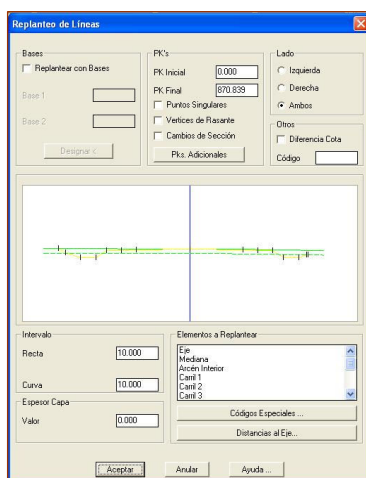 Replanteo de Líneas
Bases
Replantear con Bases
Base 1
Base 2
Designar <
PK's
PK Inicial 0.000
PK Final 870.839
Puntos Singulares
Vertices de Rasante
Cambios de Sección
Pks. Adicionales
Lado
Izquierda
Derecha
Ambos
Otros
Diferencia Cota
Código
Intervalo
Recta 10.000
Curva 10.000
Espesor Capa
Valor 0.000
Elementos a Replantear
Eje
Mediana
Arcén Interior
Carril 1
Carril 2
Carril 3
Códigos Especiales ...
Distancias al Eje...
Aceptar
Anular
Ayuda ...